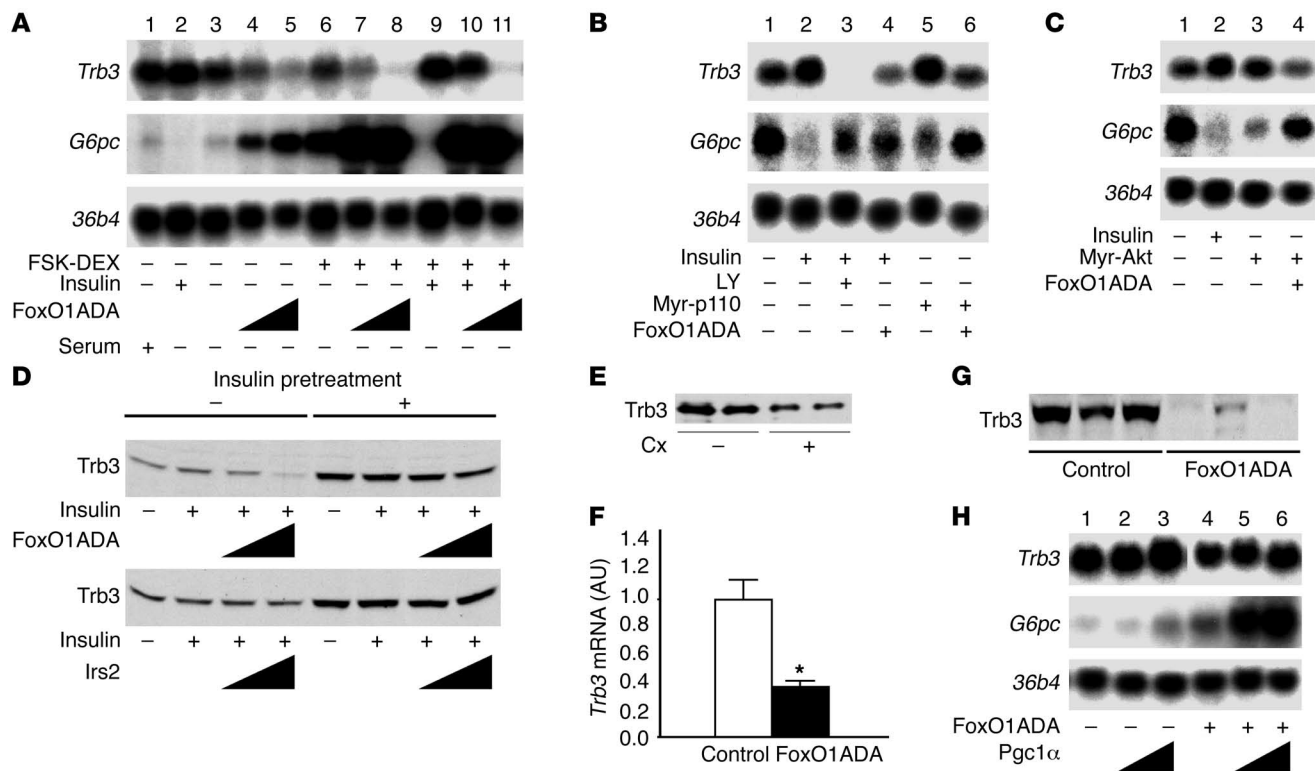 A
1 2 3 4 5 6 7 8 9 10 11
Trb3
G6pc
36b4
FSK-DEX – – – – – + + + + + +
Insulin – + – – – – – – + + +
FoxO1ADA
Serum + – – – – – – – – – –
B
1 2 3 4 5 6
Trb3
G6pc
36b4
Insulin – + + + – –
LY – – + – – –
Myr-p110 – – – – + +
FoxO1ADA – – – + – +
C
1 2 3 4
Trb3
G6pc
36b4
Insulin – + – –
Myr-Akt – – + +
FoxO1ADA – – – +
D
Insulin pretreatment
– +
Trb3
Insulin – + + + – + + +
FoxO1ADA
Trb3
Insulin – + + + – + + +
Irs2
E
Trb3
Cx – +
F
Trb3 mRNA (AU)
1.4
1.2
1.0
0.8
0.6
0.4
0.2
0.0
*
Control FoxO1ADA
G
Trb3
Control FoxO1ADA
H
1 2 3 4 5 6
Trb3
G6pc
36b4
FoxO1ADA – – – + + +
Pgc1α